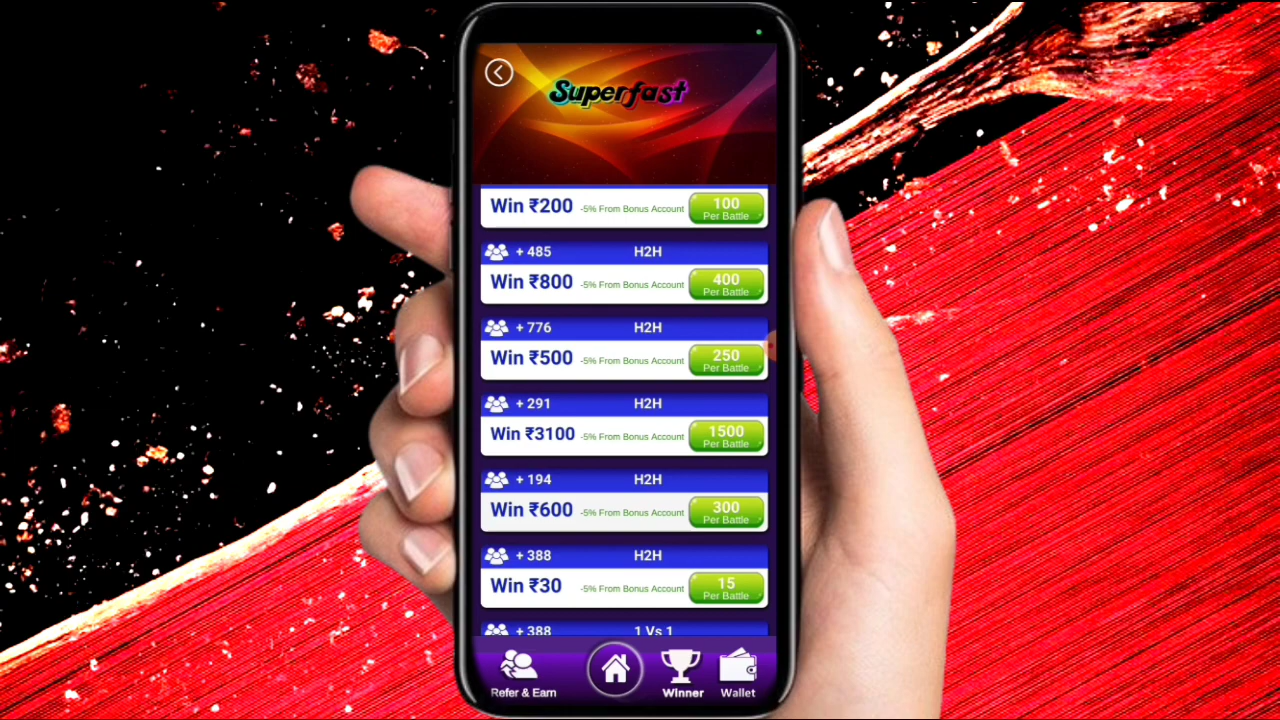 Superfast
Win ₹200 -5% From Bonus Account 100 Per Battle
+ 485 H2H
Win ₹800 -5% From Bonus Account 400 Per Battle
+ 776 H2H
Win ₹500 -5% From Bonus Account 250 Per Battle
+ 291 H2H
Win ₹3100 -5% From Bonus Account 1500 Per Battle
+ 194 H2H
Win ₹600 -5% From Bonus Account 300 Per Battle
+ 388 H2H
Win ₹30 -5% From Bonus Account 15 Per Battle
+ 388 1 Vs 1
Refer & Earn Winner Wallet